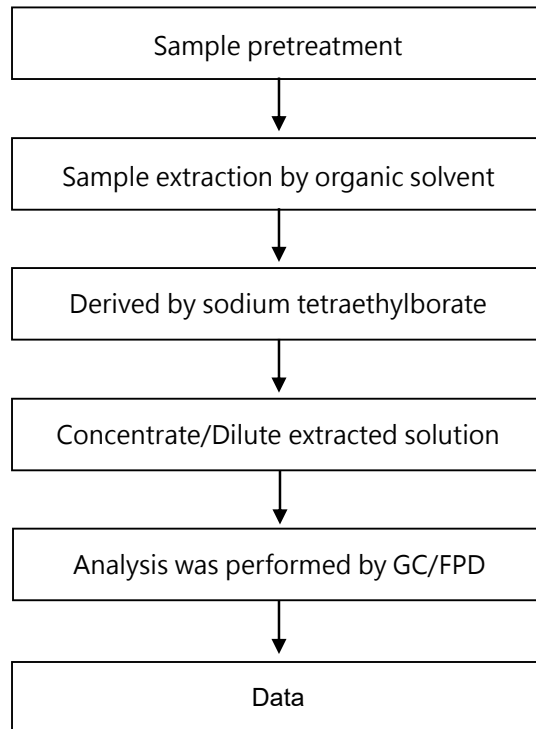 Sample pretreatment
Sample extraction by organic solvent
Derived by sodium tetraethylborate
Concentrate/Dilute extracted solution
Analysis was performed by GC/FPD
Data